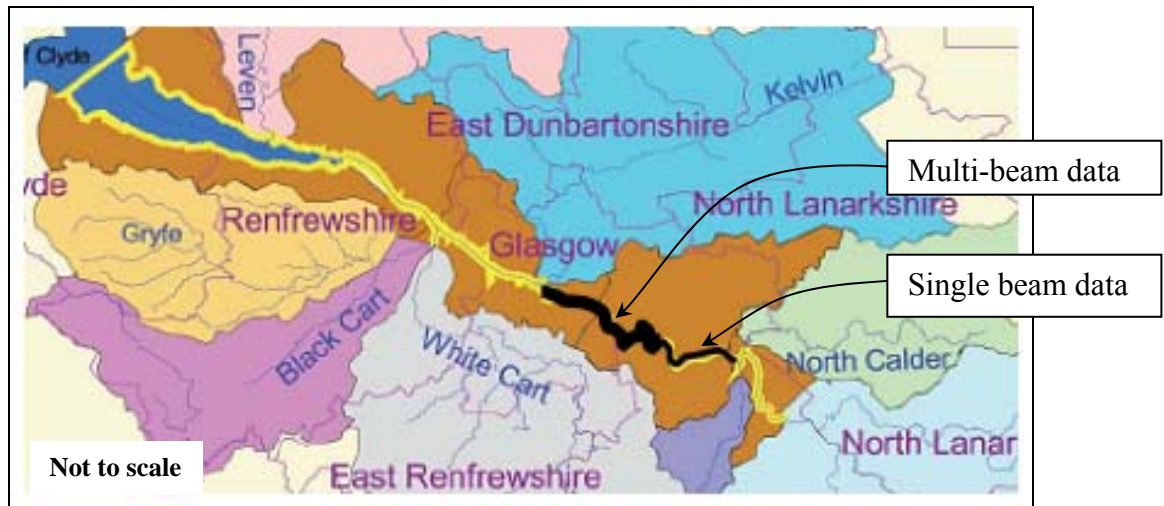 f Clyde
Leven
Kelvin
East Dunbartonshire
Multi-beam data
yde
Renfrewshire
North Lanarkshire
Gryfe
Glasgow
Single beam data
Black Cart
White Cart
North Calder
North Lanar
Not to scale
East Renfrewshire